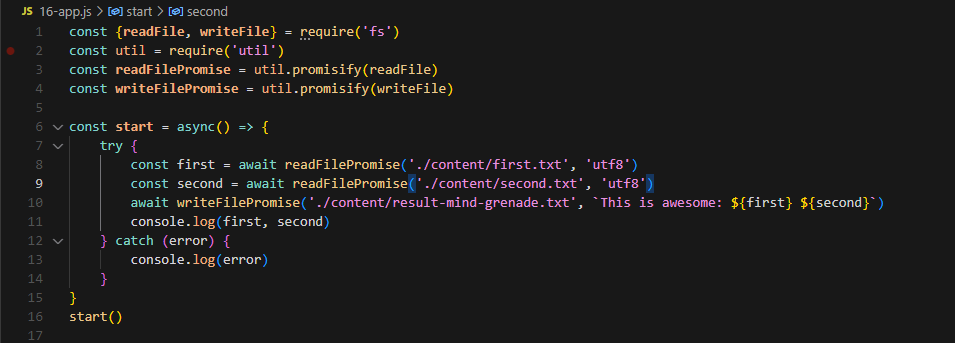 JS 16-app.js > start > second
1 const {readFile, writeFile} = require('fs')
2 const util = require('util')
3 const readFilePromise = util.promisify(readFile)
4 const writeFilePromise = util.promisify(writeFile)
5
6 const start = async() => {
7 try {
8 const first = await readFilePromise('./content/first.txt', 'utf8')
9 const second = await readFilePromise('./content/second.txt', 'utf8')
10 await writeFilePromise('./content/result-mind-grenade.txt', `This is awesome: ${first} ${second}`)
11 console.log(first, second)
12 } catch (error) {
13 console.log(error)
14 }
15 }
16 start()
17